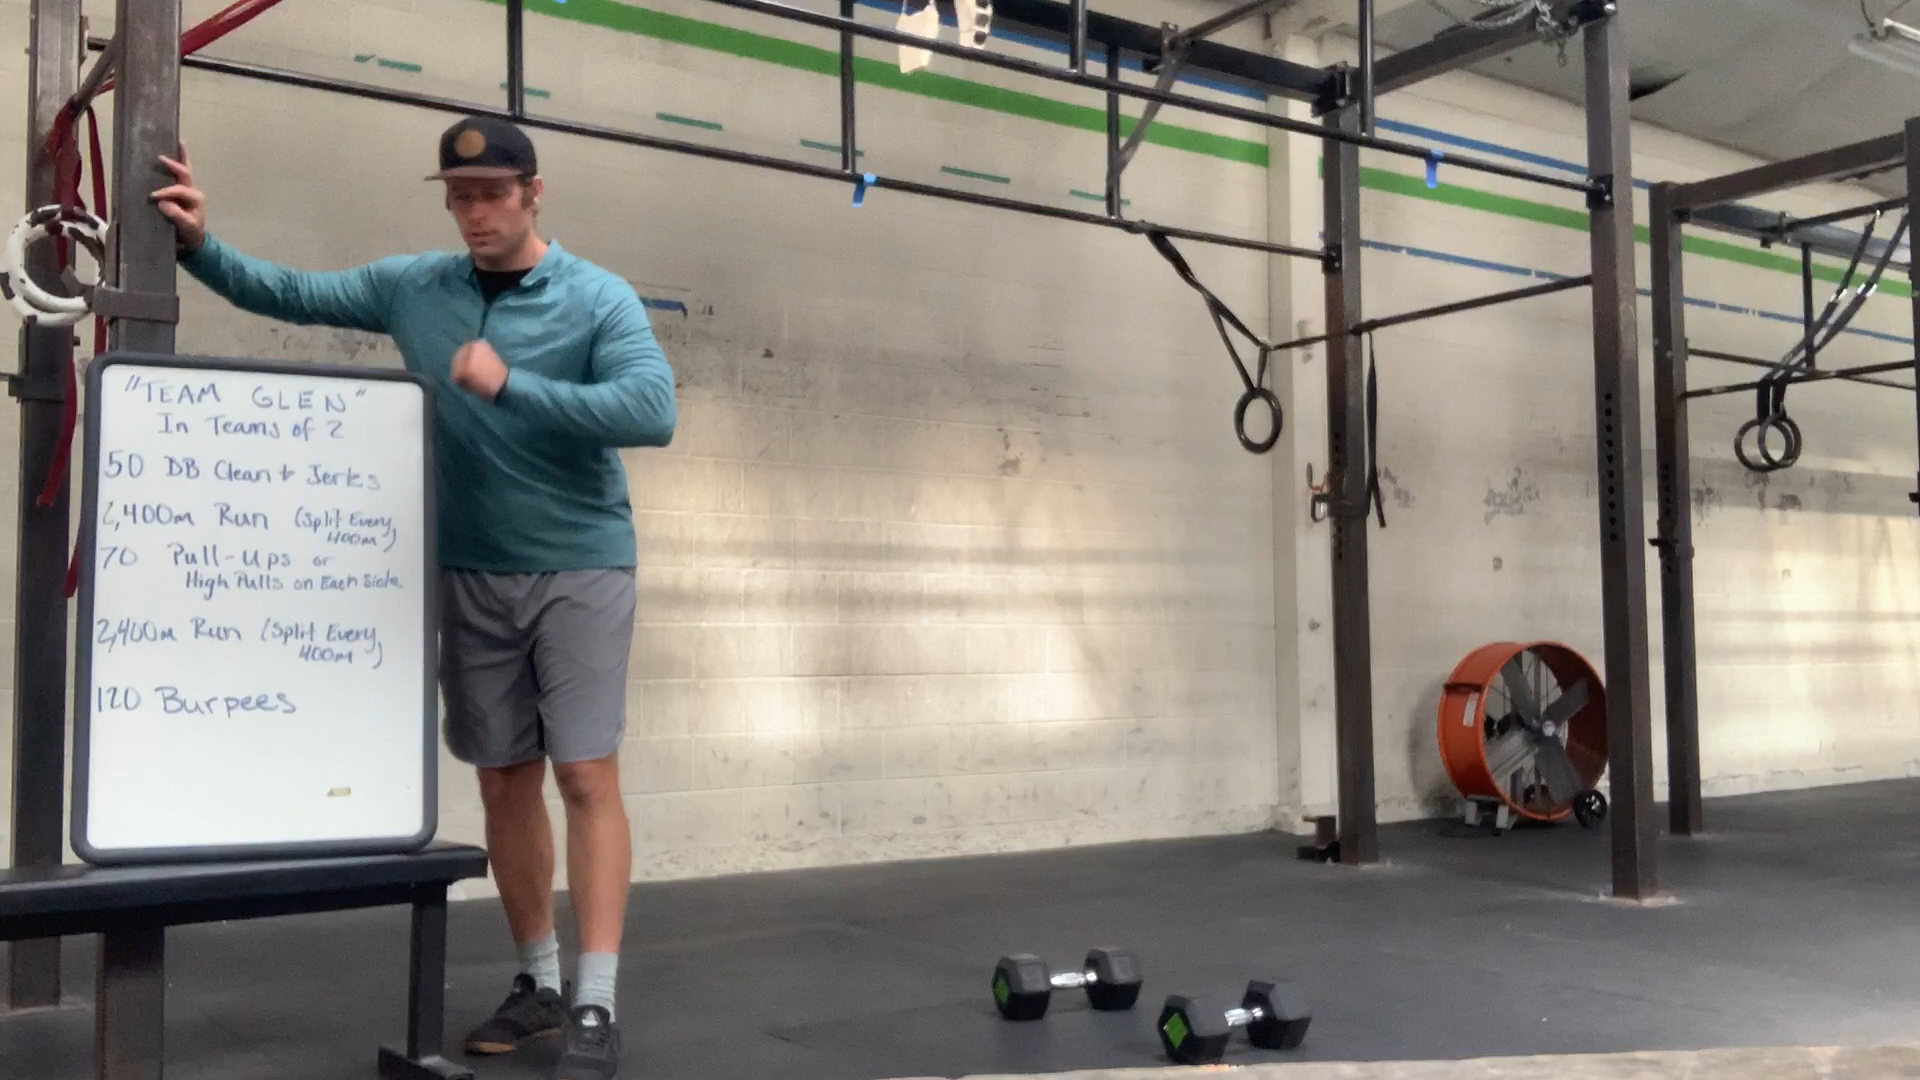 "TEAM GLEN"
In Teams of 2
50 DB Clean + Jerks
2,400m Run (Split Every
400m)
70 Pull-Ups or
High Pulls on Each Side
2,400m Run (Split Every
400m)
120 Burpees